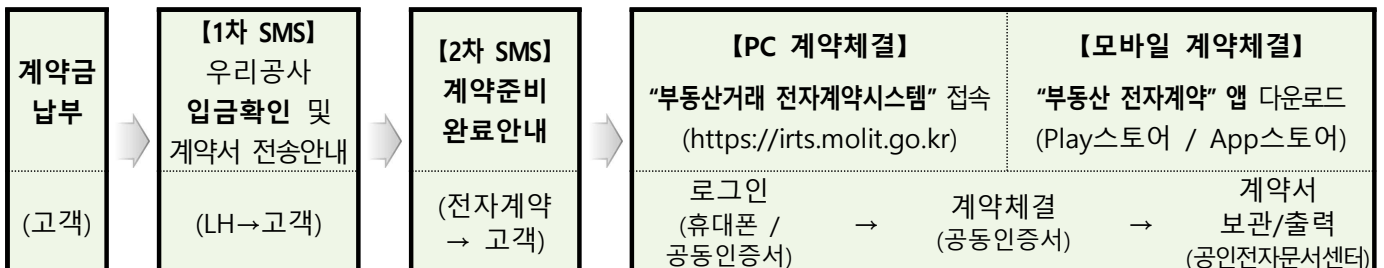 계약금
납부
(고객)
【1차 SMS】
우리공사
입금확인 및
계약서 전송안내
(LH→고객)
【2차 SMS】
계약준비
완료안내
(전자계약
→ 고객)
【PC 계약체결】
“부동산거래 전자계약시스템” 접속
(https://irts.molit.go.kr)
【모바일 계약체결】
“부동산 전자계약” 앱 다운로드
(Play스토어 / App스토어)
로그인
(휴대폰 /
공동인증서)
→
계약체결
(공동인증서)
→
계약서
보관/출력
(공인전자문서센터)